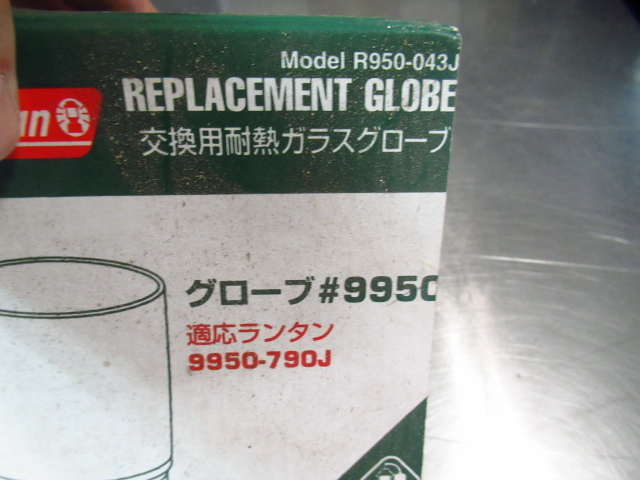 Model R950-043J
REPLACEMENT GLOBE
交換用耐熱ガラスグローブ
グローブ #9950
適応ランタン
9950-790J